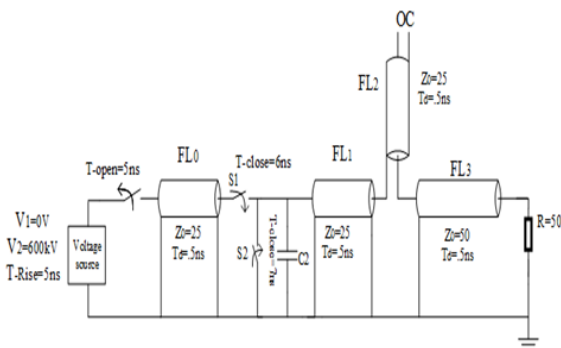 OC
FL2
Z0=25
Td=.5ns
T-open=5ns
FL0
T-close=6ns
S1
FL1
FL3
V1=0V
V2=600kV
T-Rise=5ns
Voltage
source
Z0=25
Td=.5ns
S2
T-close=7ns
C2
Z0=25
Td=.5ns
Z0=50
Td=.5ns
R=50